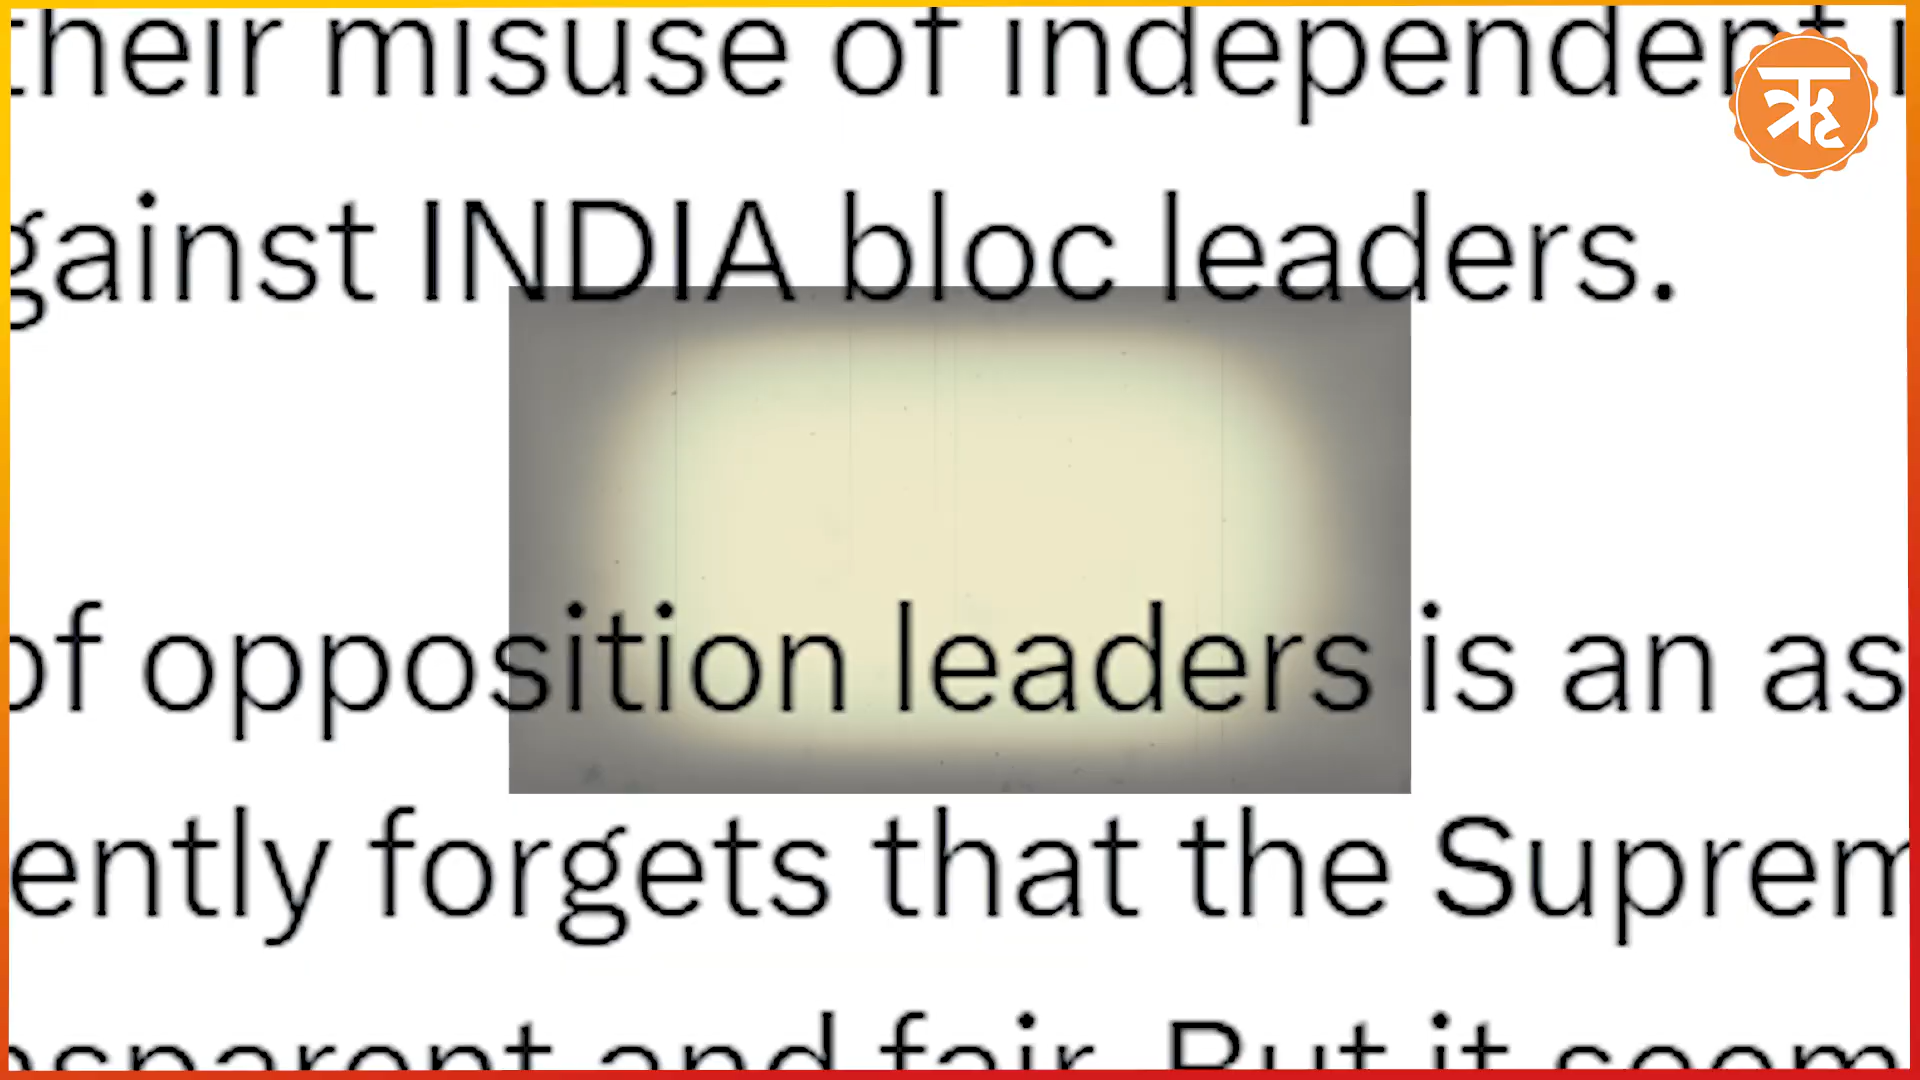 their misuse of independent
ऋ
gainst INDIA bloc leaders.
of opposition leaders is an as
ently forgets that the Suprem
nsparent and fair. But it seem